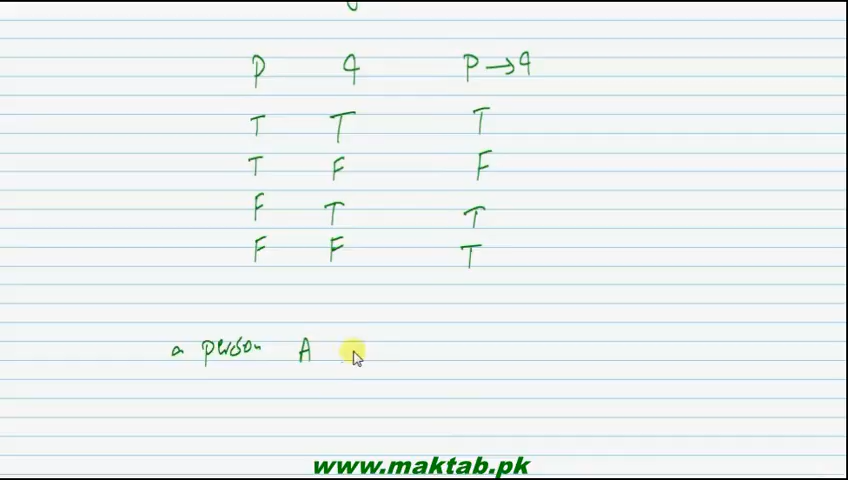 P q P → q
T T T
T F F
F T T
F F T
a person A
www.maktab.pk